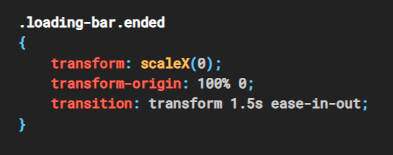 .loading-bar.ended
{
    transform: scaleX(0);
    transform-origin: 100% 0;
    transition: transform 1.5s ease-in-out;
}